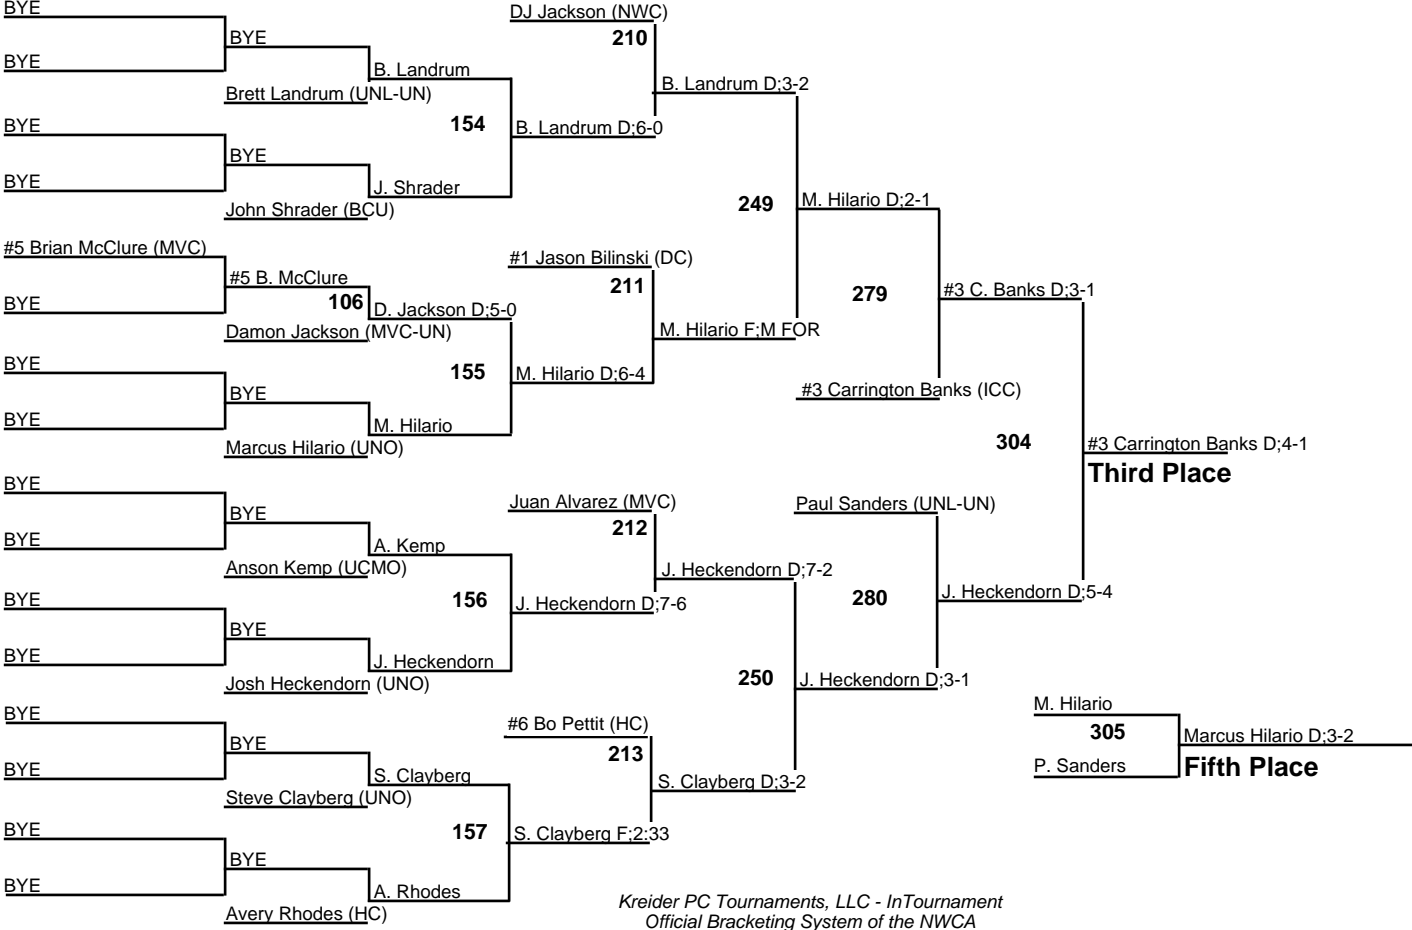 BYE
DJ Jackson (NWC)
BYE
210
BYE
B. Landrum
B. Landrum D;3-2
Brett Landrum (UNL-UN)
BYE
154
B. Landrum D;6-0
BYE
BYE
J. Shrader
249
M. Hilario D;2-1
John Shrader (BCU)
#5 Brian McClure (MVC)
#1 Jason Bilinski (DC)
#5 B. McClure
211
279
#3 C. Banks D;3-1
BYE
106
D. Jackson D;5-0
Damon Jackson (MVC-UN)
M. Hilario F;M FOR
BYE
155
M. Hilario D;6-4
BYE
#3 Carrington Banks (ICC)
BYE
M. Hilario
304
#3 Carrington Banks D;4-1
Marcus Hilario (UNO)
Third Place
BYE
Juan Alvarez (MVC)
Paul Sanders (UNL-UN)
BYE
212
BYE
A. Kemp
Anson Kemp (UCMO)
J. Heckendorn D;7-2
BYE
156
J. Heckendorn D;7-6
280
J. Heckendorn D;5-4
BYE
BYE
J. Heckendorn
Josh Heckendorn (UNO)
250
J. Heckendorn D;3-1
BYE
#6 Bo Pettit (HC)
M. Hilario
BYE
213
305
Marcus Hilario D;3-2
BYE
S. Clayberg
S. Clayberg D;3-2
P. Sanders
Fifth Place
Steve Clayberg (UNO)
BYE
157
S. Clayberg F;2:33
BYE
BYE
A. Rhodes
Avery Rhodes (HC)
Kreider PC Tournaments, LLC - InTournament
Official Bracketing System of the NWCA